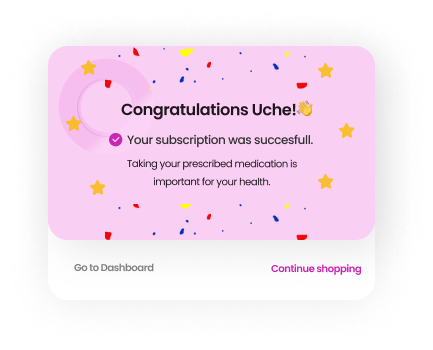 Congratulations Uche!👋
Your subscription was succesfull.
Taking your prescribed medication is
important for your health.
Go to Dashboard
Continue shopping